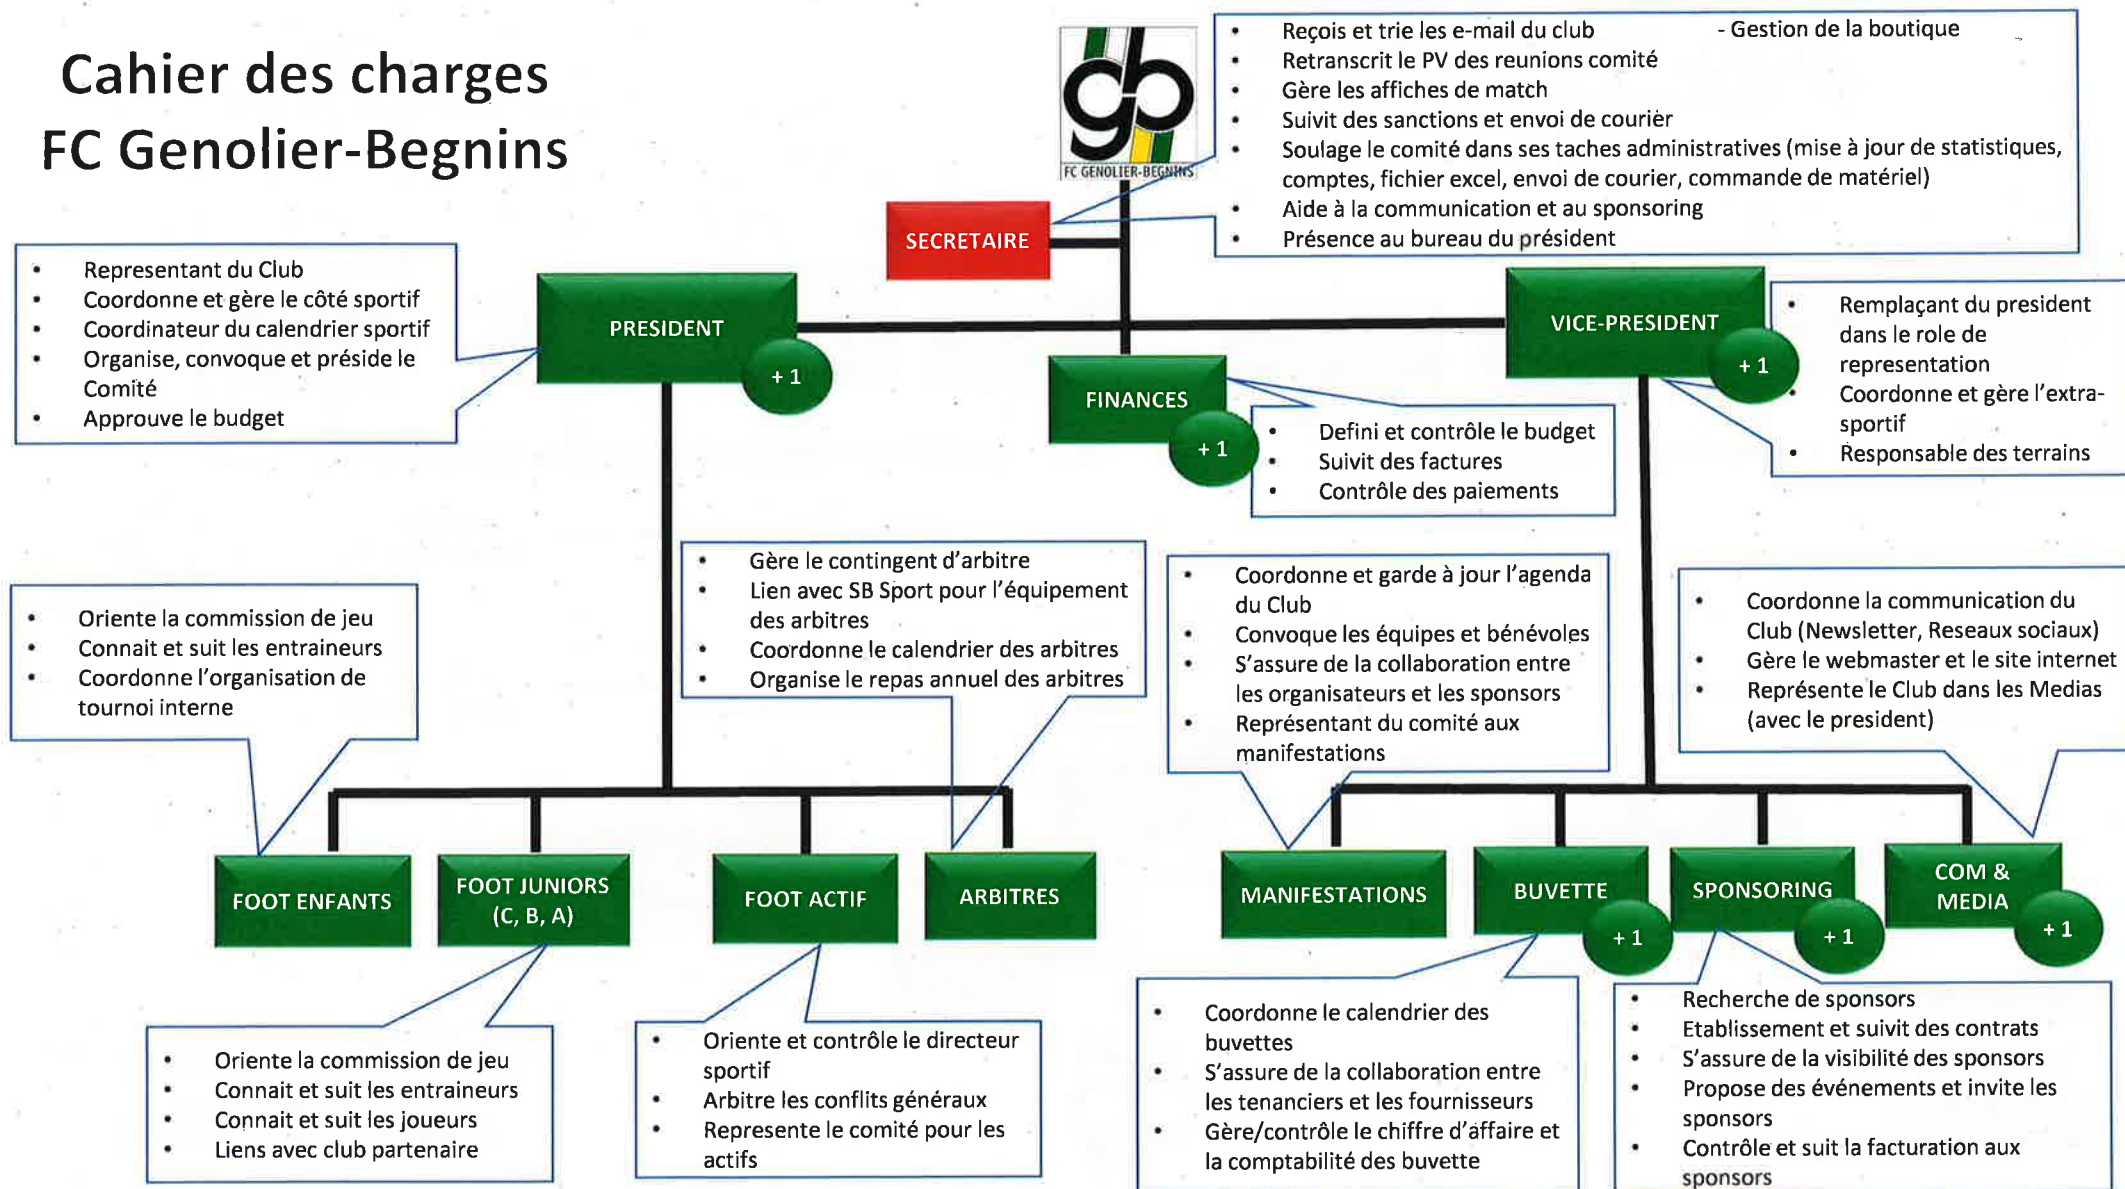 Cahier des charges
FC Genolier-Begnins
gb
FC GENOLIER-BEGNINS
• Reçois et trie les e-mail du club - Gestion de la boutique
• Retranscrit le PV des reunions comité
• Gère les affiches de match
• Suivit des sanctions et envoi de courier
• Soulage le comité dans ses taches administratives (mise à jour de statistiques,
comptes, fichier excel, envoi de courier, commande de matériel)
• Aide à la communication et au sponsoring
• Présence au bureau du président
SECRETAIRE
• Representant du Club
• Coordonne et gère le côté sportif
• Coordinateur du calendrier sportif
• Organise, convoque et préside le
Comité
• Approuve le budget
PRESIDENT
+ 1
FINANCES
+ 1
• Defini et contrôle le budget
• Suivit des factures
• Contrôle des paiements
VICE-PRESIDENT
+ 1
• Remplaçant du president
dans le role de
representation
• Coordonne et gère l'extra-
sportif
• Responsable des terrains
• Oriente la commission de jeu
• Connait et suit les entraineurs
• Coordonne l'organisation de
tournoi interne
• Gère le contingent d'arbitre
• Lien avec SB Sport pour l'équipement
des arbitres
• Coordonne le calendrier des arbitres
• Organise le repas annuel des arbitres
• Coordonne et garde à jour l'agenda
du Club
• Convoque les équipes et bénévoles
• S'assure de la collaboration entre
les organisateurs et les sponsors
• Représentant du comité aux
manifestations
• Coordonne la communication du
Club (Newsletter, Reseaux sociaux)
• Gère le webmaster et le site internet
• Représente le Club dans les Medias
(avec le president)
FOOT ENFANTS
FOOT JUNIORS
(C, B, A)
FOOT ACTIF
ARBITRES
MANIFESTATIONS
BUVETTE
+ 1
SPONSORING
+ 1
COM &
MEDIA
+ 1
• Oriente la commission de jeu
• Connait et suit les entraineurs
• Connait et suit les joueurs
• Liens avec club partenaire
• Oriente et contrôle le directeur
sportif
• Arbitre les conflits généraux
• Represente le comité pour les
actifs
• Coordonne le calendrier des
buvettes
• S'assure de la collaboration entre
les tenanciers et les fournisseurs
• Gère/contrôle le chiffre d'affaire et
la comptabilité des buvette
• Recherche de sponsors
• Etablissement et suivit des contrats
• S'assure de la visibilité des sponsors
• Propose des événements et invite les
sponsors
• Contrôle et suit la facturation aux
sponsors